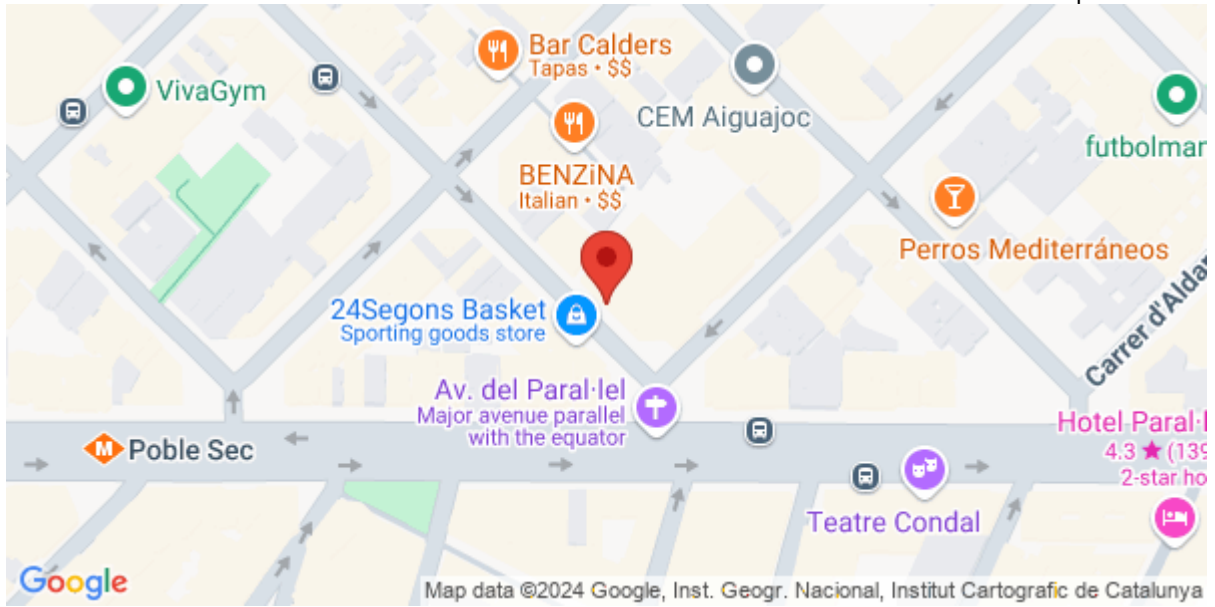 Bar Calders
Tapas • $$
VivaGym
CEM Aiguajoc
futbolmar
BENZiNA
Italian • $$
Perros Mediterráneos
Carrer d'Aldar
24Segons Basket
Sporting goods store
Av. del Paral·lel
Major avenue parallel
with the equator
M
Poble Sec
Hotel Paral·l
4.3 ★ (139
2-star ho
Teatre Condal
Google
Map data ©2024 Google, Inst. Geogr. Nacional, Institut Cartografic de Catalunya